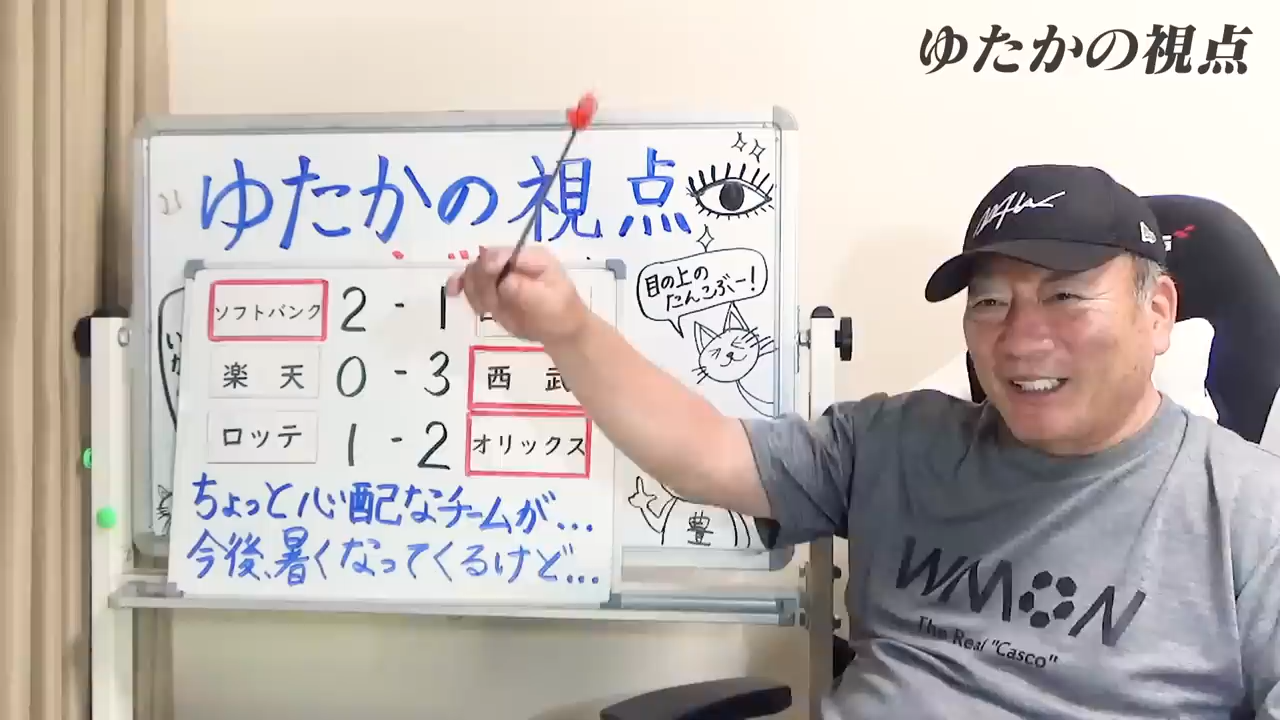 ゆたかの視点
ゆたかの視点
目の上の
たんこぶー!
ソフトバンク 2 - 1
楽天 0 - 3 西武
ロッテ 1 - 2 オリックス
ちょっと心配なチームが...
今後、暑くなってくるけど...
豊
WMON
The Real "Casco"